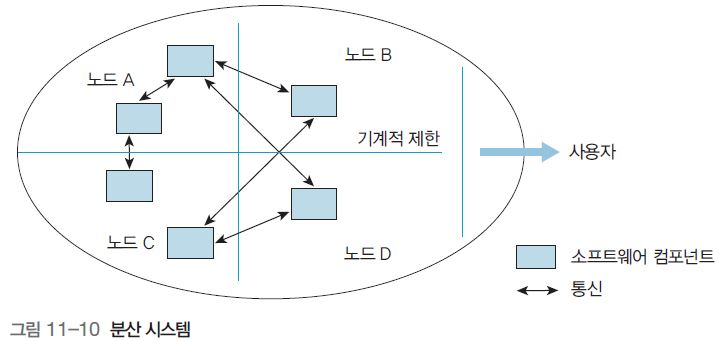 노드 B
노드 A
기계적 제한
사용자
노드 C
노드 D
소프트웨어 컴포넌트
통신
그림 11–10 분산 시스템